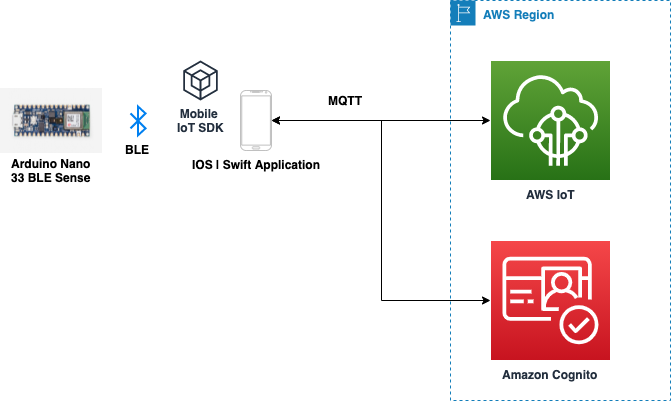 AWS Region
Mobile
IoT SDK
MQTT
BLE
Arduino Nano
33 BLE Sense
IOS | Swift Application
AWS IoT
Amazon Cognito